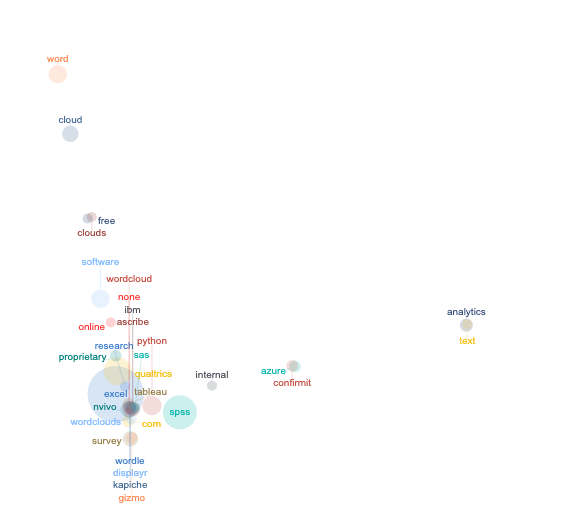 word
cloud
free
clouds
software
wordcloud
none
ibm
analytics
ascribe
online
python
text
research
sas
proprietary
azure
qualtrics
internal
confirmit
tableau
excel
nvivo
spss
wordclouds
com
survey
wordle
displayr
kapiche
gizmo